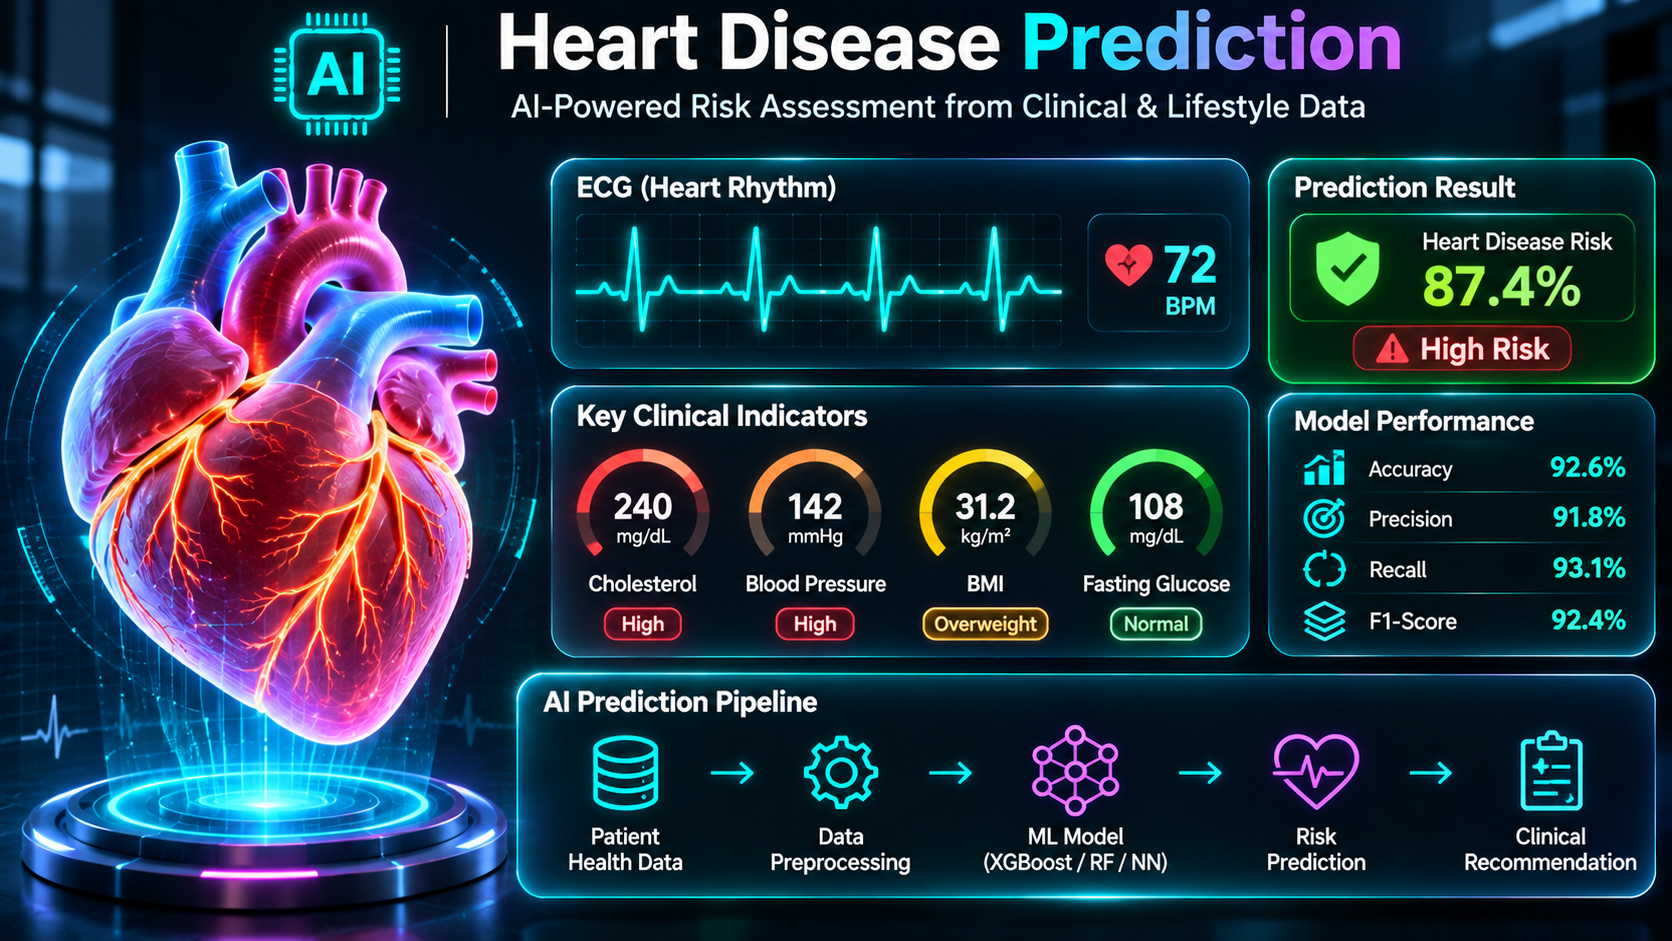 AI
Heart Disease Prediction
AI-Powered Risk Assessment from Clinical & Lifestyle Data
ECG (Heart Rhythm)
72
BPM
Prediction Result
Heart Disease Risk
87.4%
High Risk
Key Clinical Indicators
240
mg/dL
Cholesterol
High
142
mmHg
Blood Pressure
High
31.2
kg/m²
BMI
Overweight
108
mg/dL
Fasting Glucose
Normal
Model Performance
Accuracy 92.6%
Precision 91.8%
Recall 93.1%
F1-Score 92.4%
AI Prediction Pipeline
Patient
Health Data
Data
Preprocessing
ML Model
(XGBoost / RF / NN)
Risk
Prediction
Clinical
Recommendation